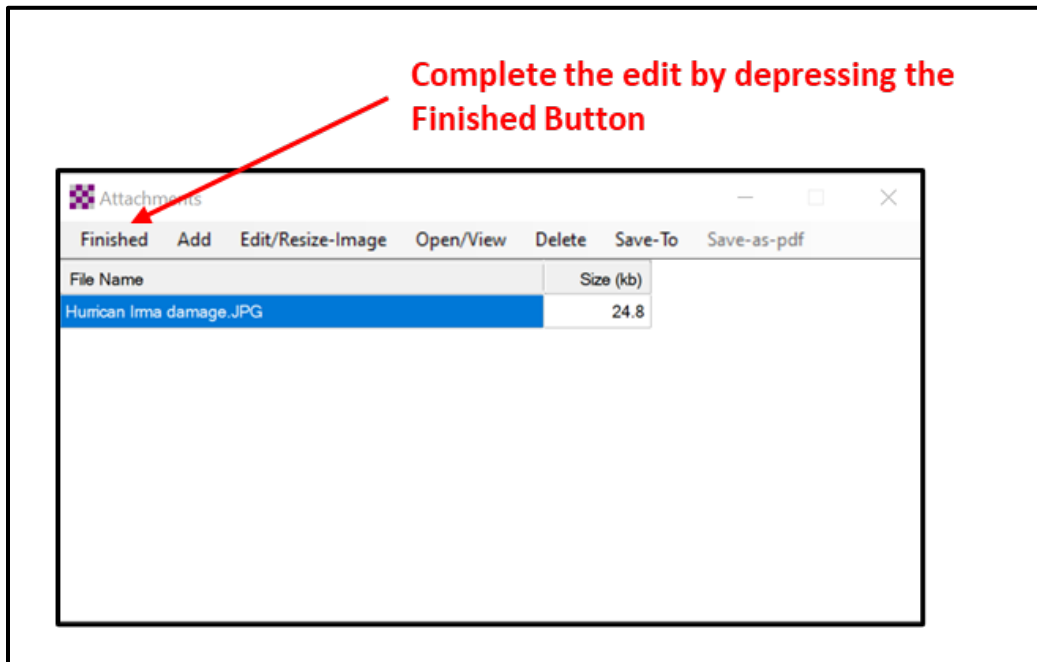 Complete the edit by depressing the
Finished Button
Attachments
Finished Add Edit/Resize-Image Open/View Delete Save-To Save-as-pdf
File Name Size (kb)
Hurrican Irma damage.JPG 24.8